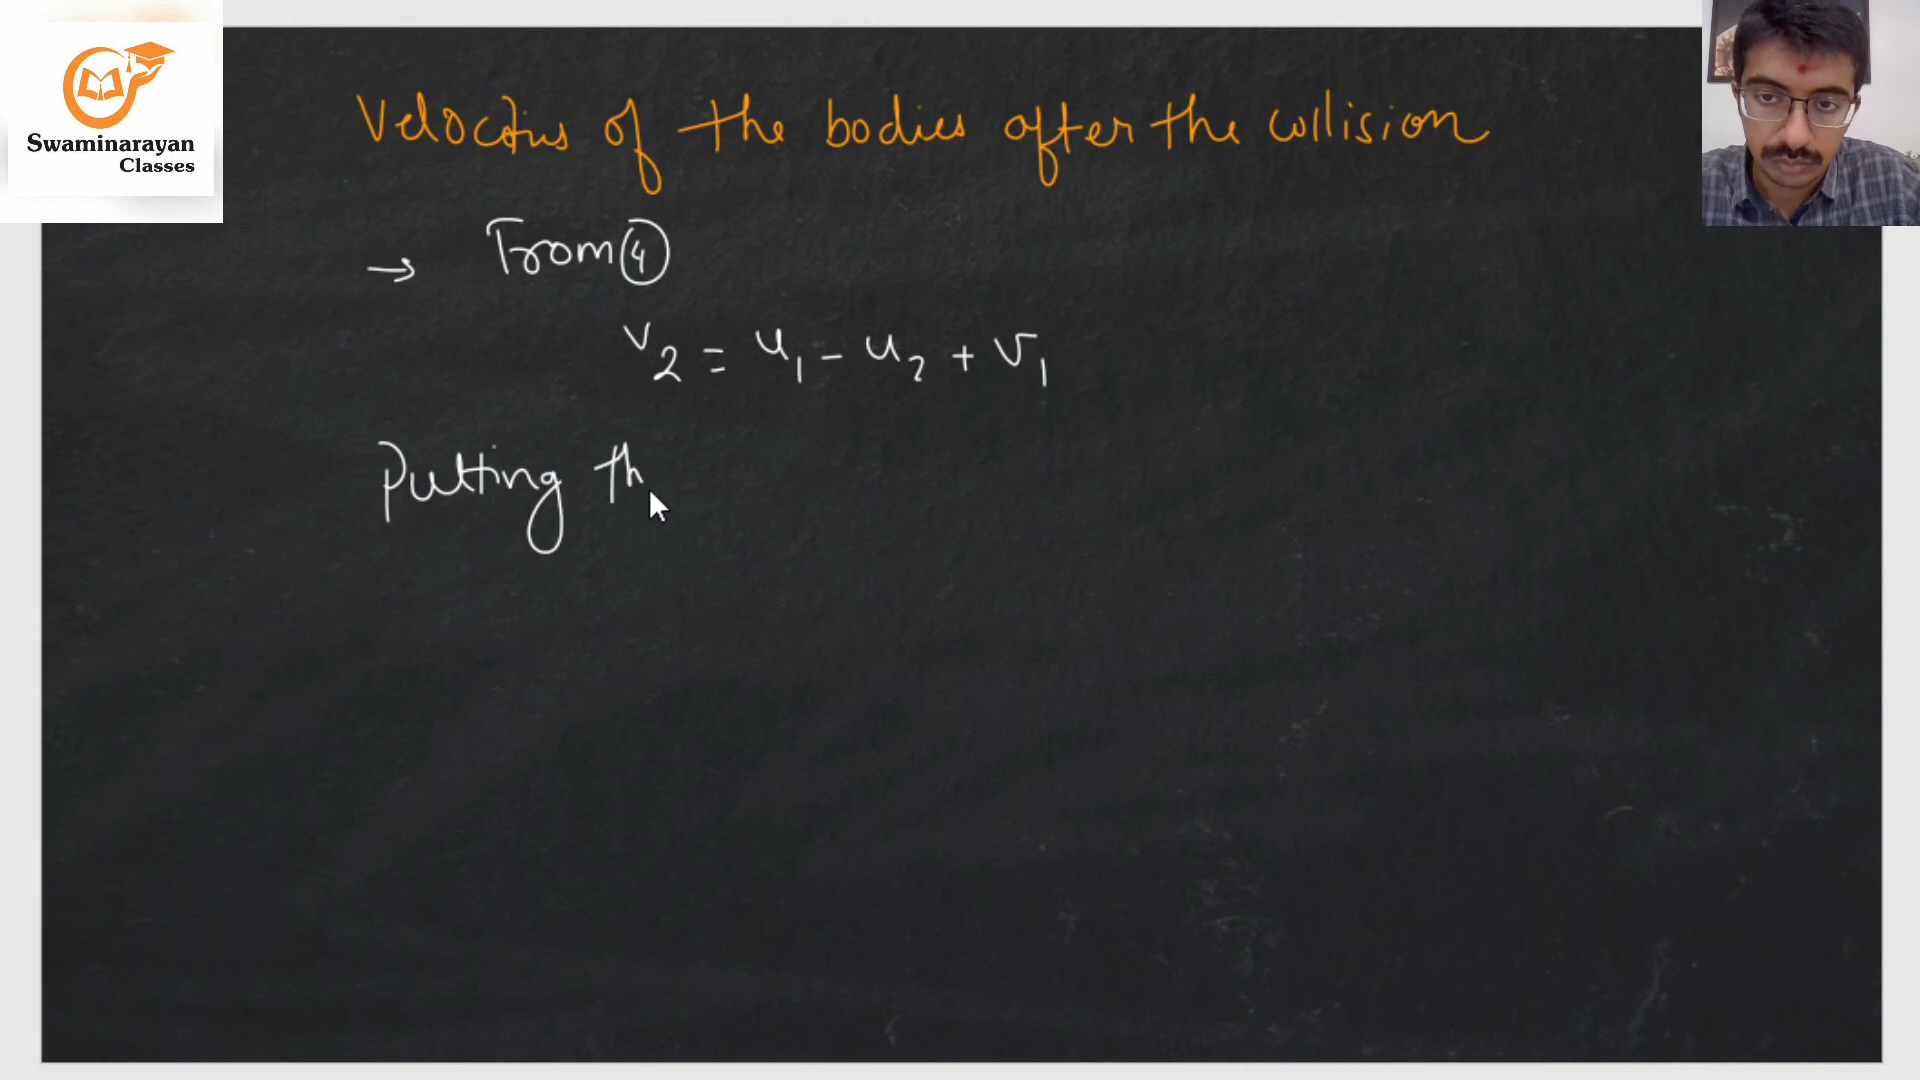 Swaminarayan
Classes
Velocities of the bodies after the collision
→ From ④
v₂ = u₁ - u₂ + v₁
Putting th